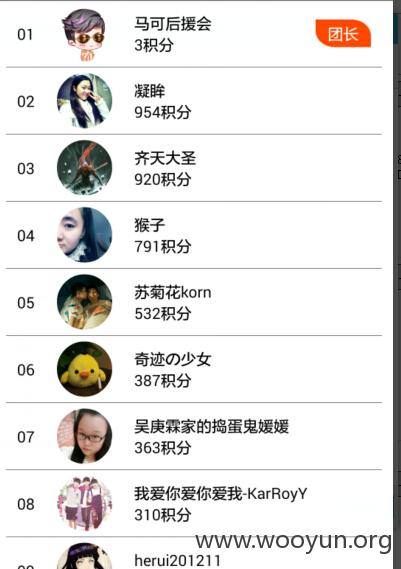 01
马可后援会
3积分
团长
02
凝眸
954积分
03
齐天大圣
920积分
04
猴子
791积分
05
苏菊花korn
532积分
06
奇迹の少女
387积分
07
吴庚霖家的捣蛋鬼媛媛
363积分
08
我爱你爱你爱我-KarRoyY
310积分
www.wooyun.org
herui201211